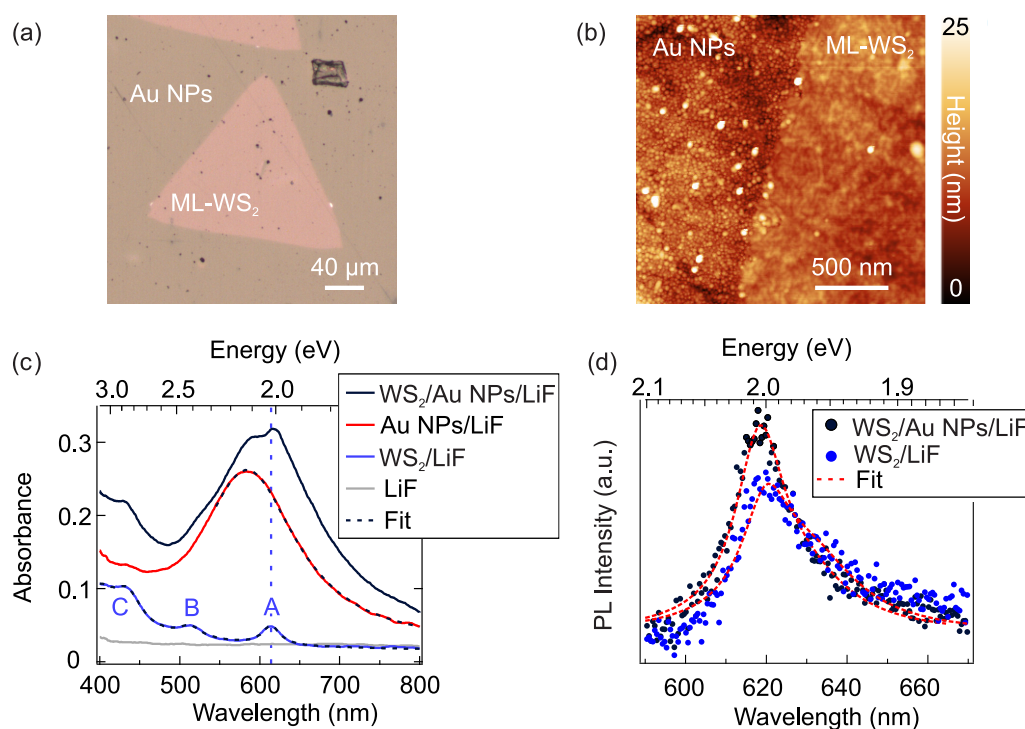 (a)
Au NPs
ML-WS₂
40 µm
(b)
Au NPs
ML-WS₂
500 nm
25
Height (nm)
0
(c)
Energy (eV)
3.0 2.5 2.0
WS₂/Au NPs/LiF
Au NPs/LiF
WS₂/LiF
LiF
Fit
Absorbance
0.3
0.2
0.1
0
C B A
400 500 600 700 800
Wavelength (nm)
(d)
Energy (eV)
2.1 2.0 1.9
WS₂/Au NPs/LiF
WS₂/LiF
Fit
PL Intensity (a.u.)
600 620 640 660
Wavelength (nm)